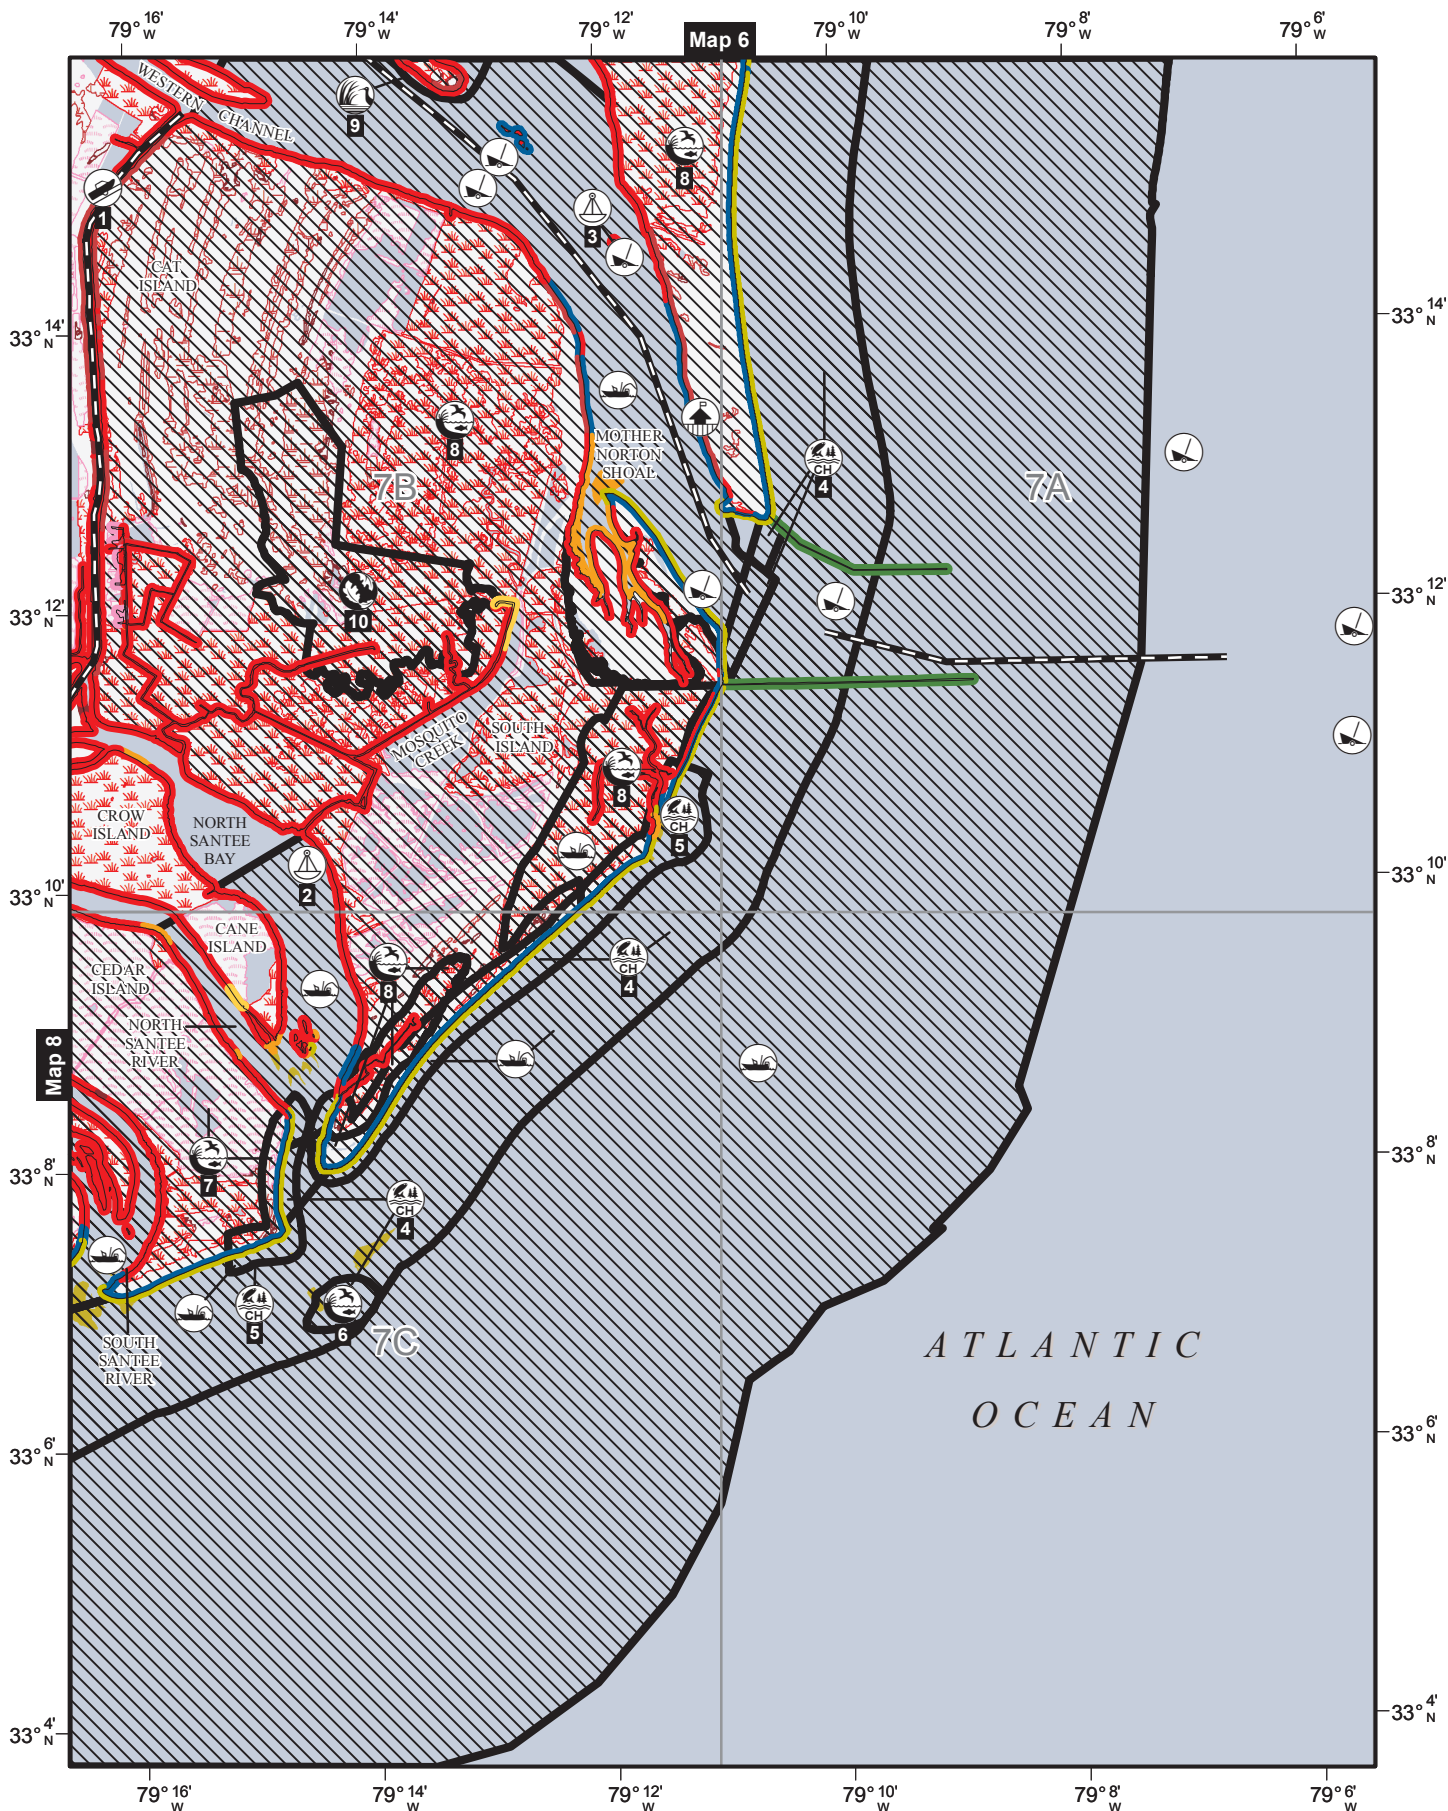 79° 16' W
79° 14' W
79° 12' W
79° 10' W
79° 8' W
79° 6' W
Map 6
WESTERN
CHANNEL
9
8
1
3
CAT
ISLAND
33° 14' N
33° 14' N
8
MOTHER
NORTON
SHOAL
CH
4
7B
7A
10
33° 12' N
33° 12' N
MOSQUITO
CREEK
SOUTH
ISLAND
8
CROW
ISLAND
NORTH
SANTEE
BAY
CH
5
2
33° 10' N
33° 10' N
CANE
ISLAND
CEDAR
ISLAND
8
CH
4
NORTH
SANTEE
RIVER
Map 8
33° 8' N
33° 8' N
7
CH
4
CH
5
6
7C
SOUTH
SANTEE
RIVER
ATLANTIC
OCEAN
33° 6' N
33° 6' N
33° 4' N
33° 4' N
79° 16' W
79° 14' W
79° 12' W
79° 10' W
79° 8' W
79° 6' W